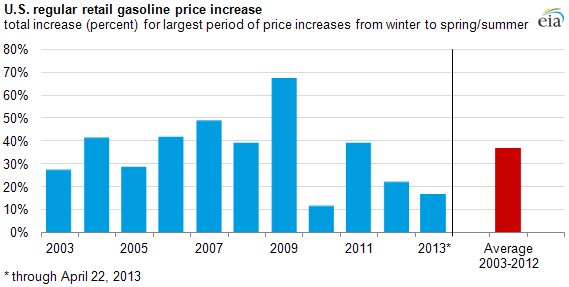 U.S. regular retail gasoline price increase
total increase (percent) for largest period of price increases from winter to spring/summer
eia
80%
70%
60%
50%
40%
30%
20%
10%
0%
2003 2005 2007 2009 2011 2013* Average
2003-2012
* through April 22, 2013